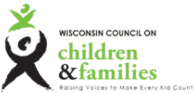 WISCONSIN COUNCIL ON
children
&families
Raising Voices to Make Every Kid Count